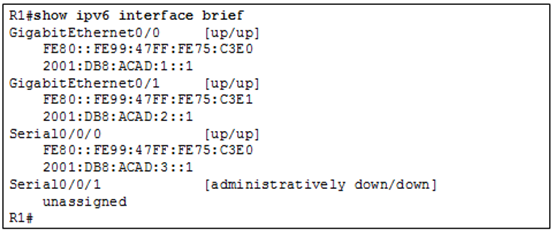 R1#show ipv6 interface brief
GigabitEthernet0/0      [up/up]
    FE80::FE99:47FF:FE75:C3E0
    2001:DB8:ACAD:1::1
GigabitEthernet0/1      [up/up]
    FE80::FE99:47FF:FE75:C3E1
    2001:DB8:ACAD:2::1
Serial0/0/0             [up/up]
    FE80::FE99:47FF:FE75:C3E0
    2001:DB8:ACAD:3::1
Serial0/0/1             [administratively down/down]
    unassigned
R1#